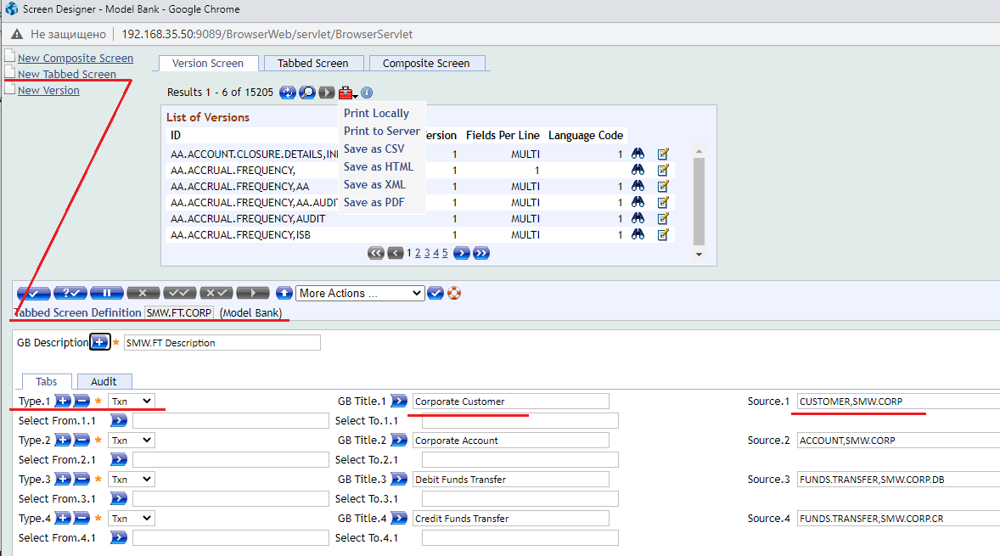 Screen Designer - Model Bank - Google Chrome
Не защищено 192.168.35.50:9089/BrowserWeb/servlet/BrowserServlet
New Composite Screen
New Tabbed Screen
New Version
Version Screen Tabbed Screen Composite Screen
Results 1 - 6 of 15205
Print Locally
Print to Server
Save as CSV
Save as HTML
Save as XML
Save as PDF
List of Versions
ID ersion Fields Per Line Language Code
AA.ACCOUNT.CLOSURE.DETAILS,IN 1 MULTI 1
AA.ACCRUAL.FREQUENCY, 1 1
AA.ACCRUAL.FREQUENCY,AA 1 MULTI 1
AA.ACCRUAL.FREQUENCY,AA.AUDIT 1 MULTI 1
AA.ACCRUAL.FREQUENCY,AUDIT 1 MULTI 1
AA.ACCRUAL.FREQUENCY,ISB 1 MULTI 1
1 2 3 4 5
More Actions ...
Tabbed Screen Definition SMW.FT.CORP (Model Bank)
GB Description * SMW.FT Description
Tabs Audit
Type.1 * Txn GB Title.1 Corporate Customer Source.1 CUSTOMER,SMW.CORP
Select From.1.1 Select To.1.1
Type.2 * Txn GB Title.2 Corporate Account Source.2 ACCOUNT,SMW.CORP
Select From.2.1 Select To.2.1
Type.3 * Txn GB Title.3 Debit Funds Transfer Source.3 FUNDS.TRANSFER,SMW.CORP.DB
Select From.3.1 Select To.3.1
Type.4 * Txn GB Title.4 Credit Funds Transfer Source.4 FUNDS.TRANSFER,SMW.CORP.CR
Select From.4.1 Select To.4.1